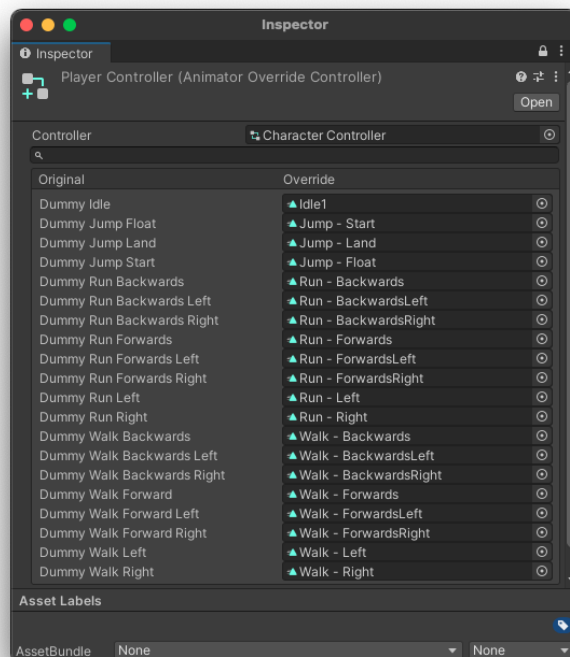 Inspector
Inspector
Player Controller (Animator Override Controller)
Open
Controller Character Controller
Original Override
Dummy Idle Idle1
Dummy Jump Float Jump - Start
Dummy Jump Land Jump - Land
Dummy Jump Start Jump - Float
Dummy Run Backwards Run - Backwards
Dummy Run Backwards Left Run - BackwardsLeft
Dummy Run Backwards Right Run - BackwardsRight
Dummy Run Forwards Run - Forwards
Dummy Run Forwards Left Run - ForwardsLeft
Dummy Run Forwards Right Run - ForwardsRight
Dummy Run Left Run - Left
Dummy Run Right Run - Right
Dummy Walk Backwards Walk - Backwards
Dummy Walk Backwards Left Walk - BackwardsLeft
Dummy Walk Backwards Right Walk - BackwardsRight
Dummy Walk Forward Walk - Forwards
Dummy Walk Forward Left Walk - ForwardsLeft
Dummy Walk Forward Right Walk - ForwardsRight
Dummy Walk Left Walk - Left
Dummy Walk Right Walk - Right
Asset Labels
AssetBundle None None